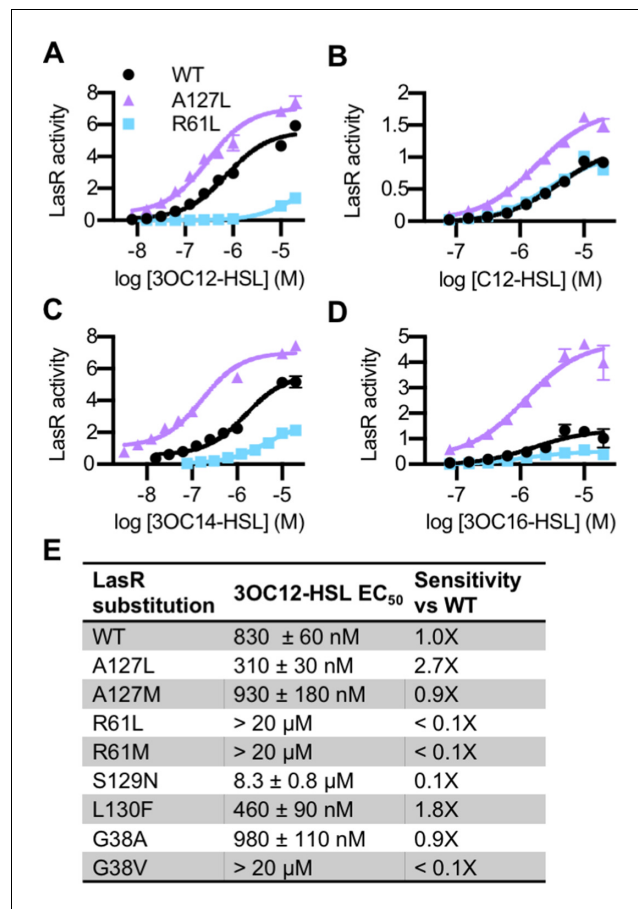 A
WT
A127L
R61L
8
6
4
2
0
LasR activity
-8 -7 -6 -5
log [3OC12-HSL] (M)
B
2
1.5
1
0.5
0
LasR activity
-7 -6 -5
log [C12-HSL] (M)
C
8
6
4
2
0
LasR activity
-8 -7 -6 -5
log [3OC14-HSL] (M)
D
5
4
3
2
1
0
LasR activity
-7 -6 -5
log [3OC16-HSL] (M)
E
LasR substitution 3OC12-HSL EC50 Sensitivity vs WT
WT 830 ± 60 nM 1.0X
A127L 310 ± 30 nM 2.7X
A127M 930 ± 180 nM 0.9X
R61L > 20 µM < 0.1X
R61M > 20 µM < 0.1X
S129N 8.3 ± 0.8 µM 0.1X
L130F 460 ± 90 nM 1.8X
G38A 980 ± 110 nM 0.9X
G38V > 20 µM < 0.1X